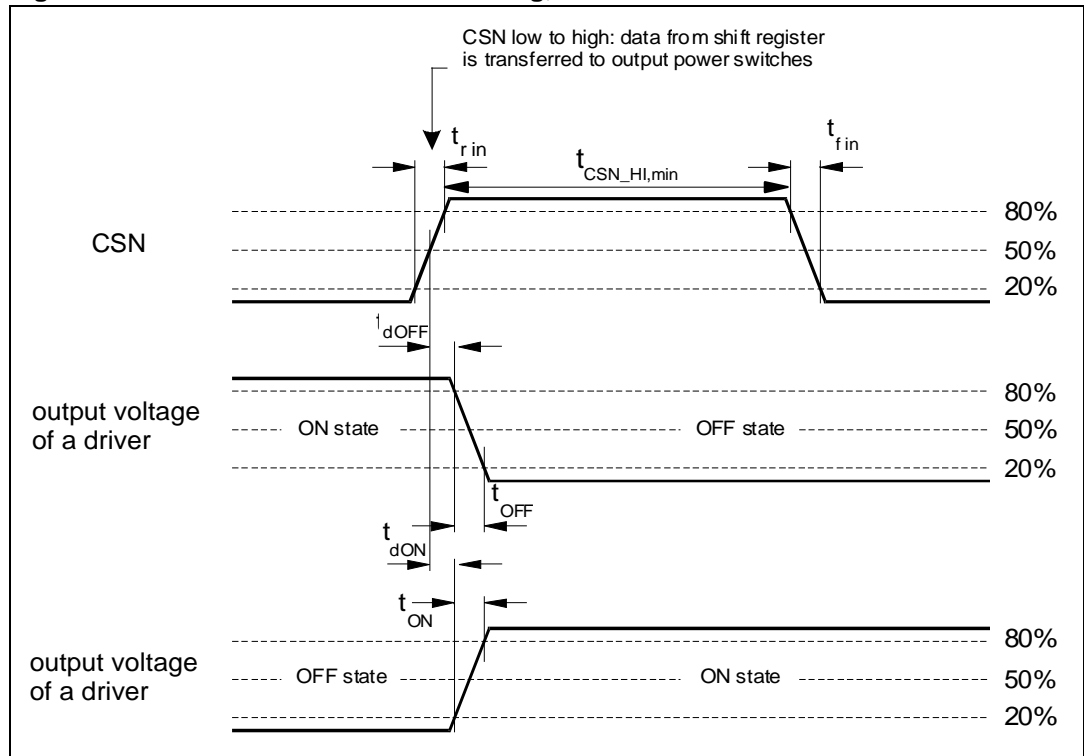 CSN low to high: data from shift register
is transferred to output power switches
t r in
t CSN_HI,min
t f in
CSN
80%
50%
20%
t dOFF
output voltage
of a driver
ON state
OFF state
80%
50%
20%
t OFF
t dON
t ON
output voltage
of a driver
OFF state
ON state
80%
50%
20%